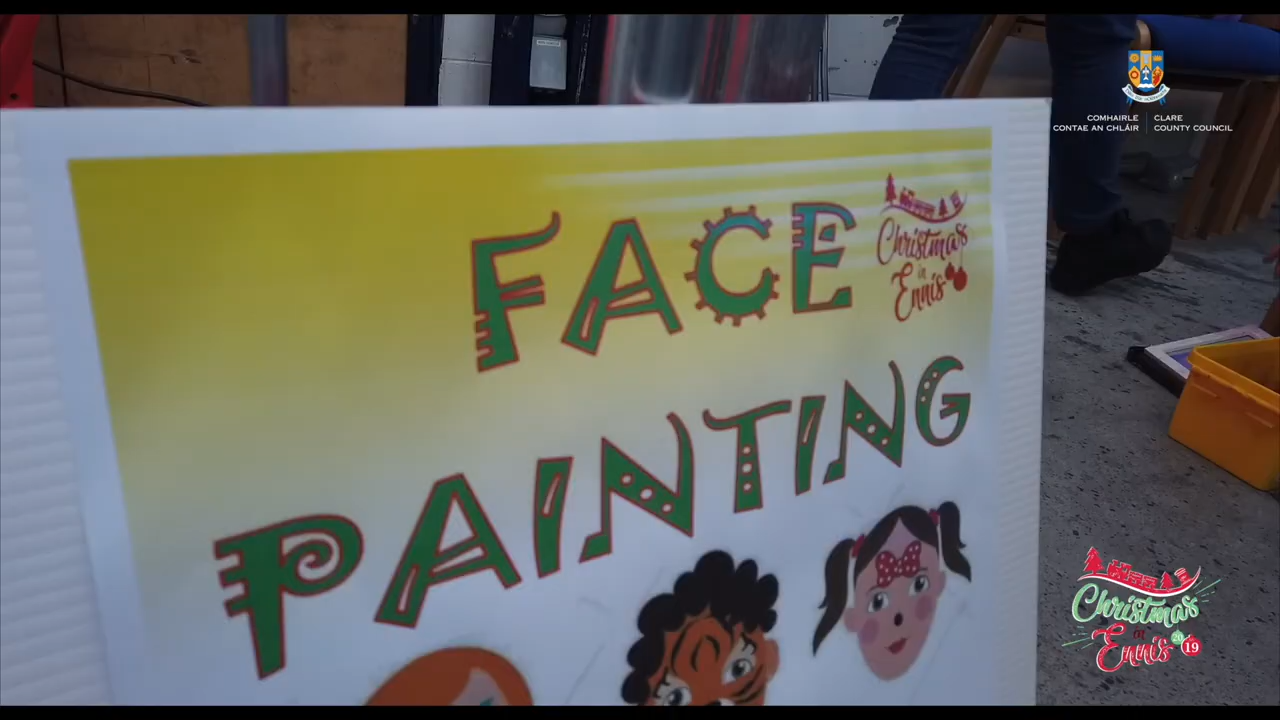 COMHAIRLE
CONTAE AN CHLÁIR
CLARE
COUNTY COUNCIL
FACE
Christmas
in
Ennis
PAINTING
Christmas
in
Ennis
2019